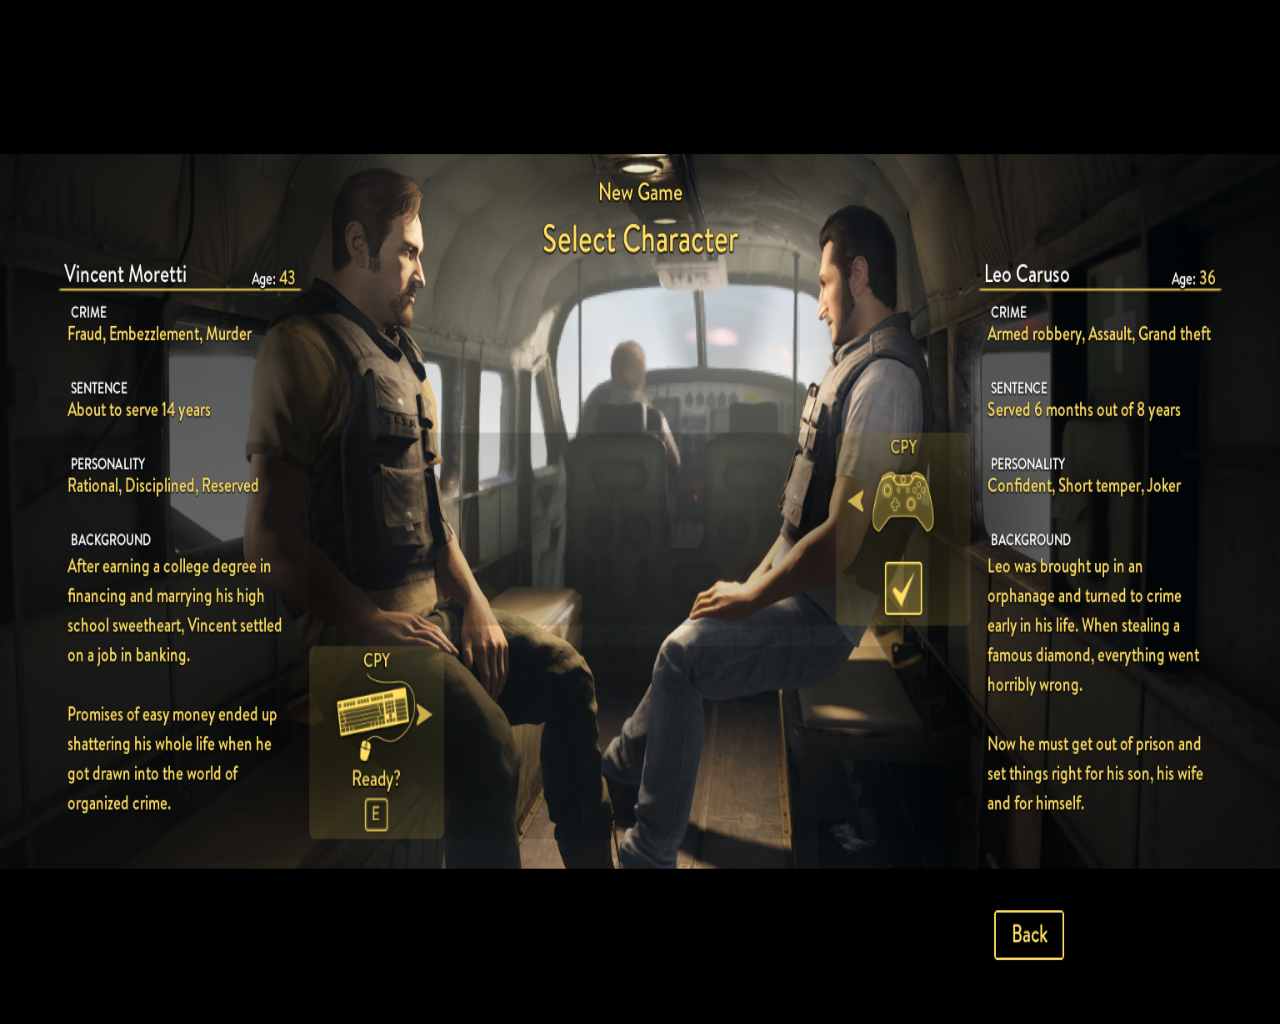 New Game
Select Character
Vincent Moretti
Age: 43
CRIME
Fraud, Embezzlement, Murder
SENTENCE
About to serve 14 years
PERSONALITY
Rational, Disciplined, Reserved
BACKGROUND
After earning a college degree in
financing and marrying his high
school sweetheart, Vincent settled
on a job in banking.
Promises of easy money ended up
shattering his whole life when he
got drawn into the world of
organized crime.
CPY
Ready?
E
CPY
Leo Caruso
Age: 36
CRIME
Armed robbery, Assault, Grand theft
SENTENCE
Served 6 months out of 8 years
PERSONALITY
Confident, Short temper, Joker
BACKGROUND
Leo was brought up in an
orphanage and turned to crime
early in his life. When stealing a
famous diamond, everything went
horribly wrong.
Now he must get out of prison and
set things right for his son, his wife
and for himself.
Back